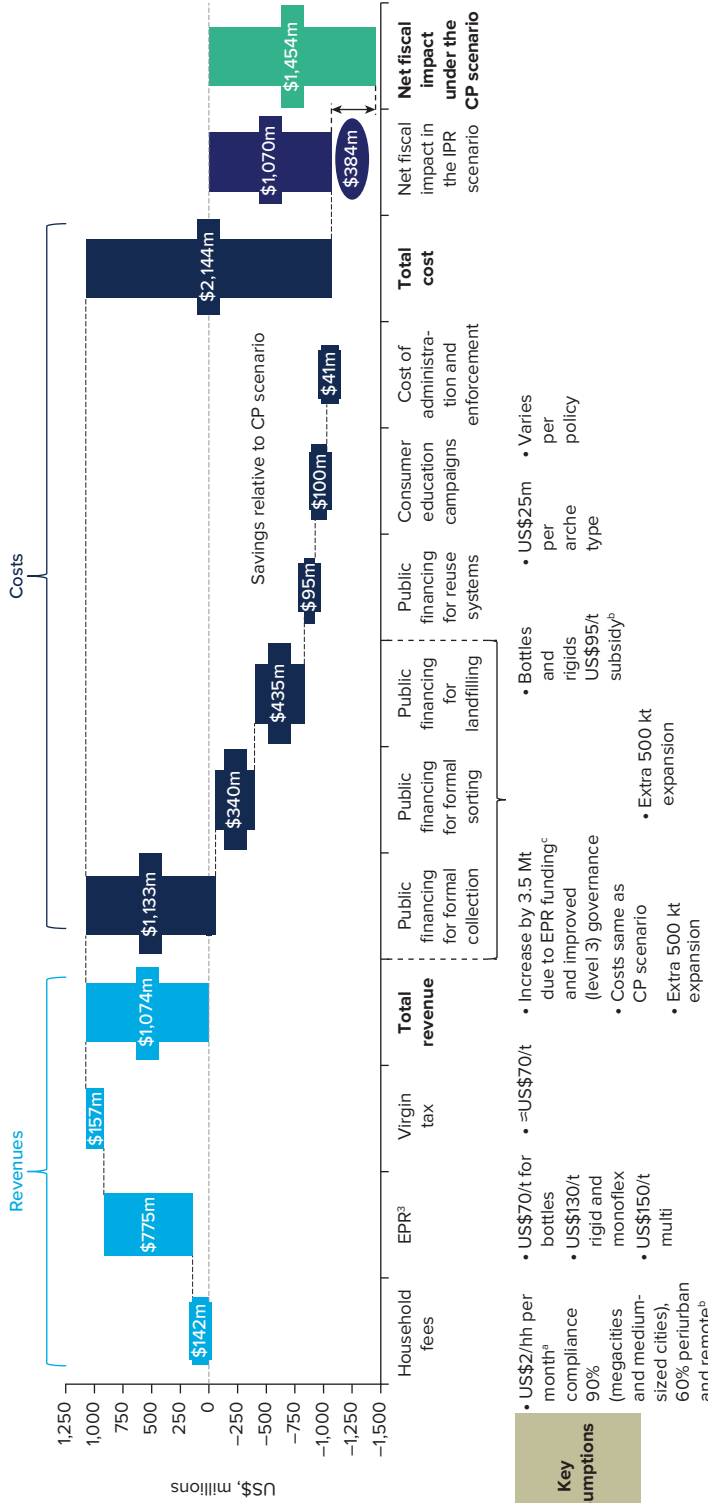 Revenues
Costs
US$, millions
1,250
1,000
750
500
250
0
−250
−500
−750
−1,000
−1,250
−1,500
$142m
$775m
$157m
$1,074m
$1,133m
$340m
$435m
$95m
$100m
$41m
$2,144m
$1,070m
$384m
$1,454m
Savings relative to CP scenario
Household
fees
EPR³
Virgin
tax
Total
revenue
Public
financing
for formal
collection
Public
financing
for formal
sorting
Public
financing
for
landfilling
Public
financing
for reuse
systems
Consumer
education
campaigns
Cost of
administra-
tion and
enforcement
Total
cost
Net fiscal
impact in
the IPR
scenario
Net fiscal
impact
under the
CP scenario
Key
umptions
• US$2/hh per
monthᵃ
compliance
90%
(megacities
and medium-
sized cities),
60% periurban
and remoteᵇ
• US$70/t for
bottles
• US$130/t
rigid and
monoflex
• US$150/t
multi
• ≈US$70/t
• Increase by 3.5 Mt
due to EPR fundingᶜ
and improved
(level 3) governance
• Costs same as
CP scenario
• Extra 500 kt
expansion
• Extra 500 kt
expansion
• Bottles
and
rigids
US$95/t
subsidyᵇ
• US$25m
per
arche
type
• Varies
per
policy